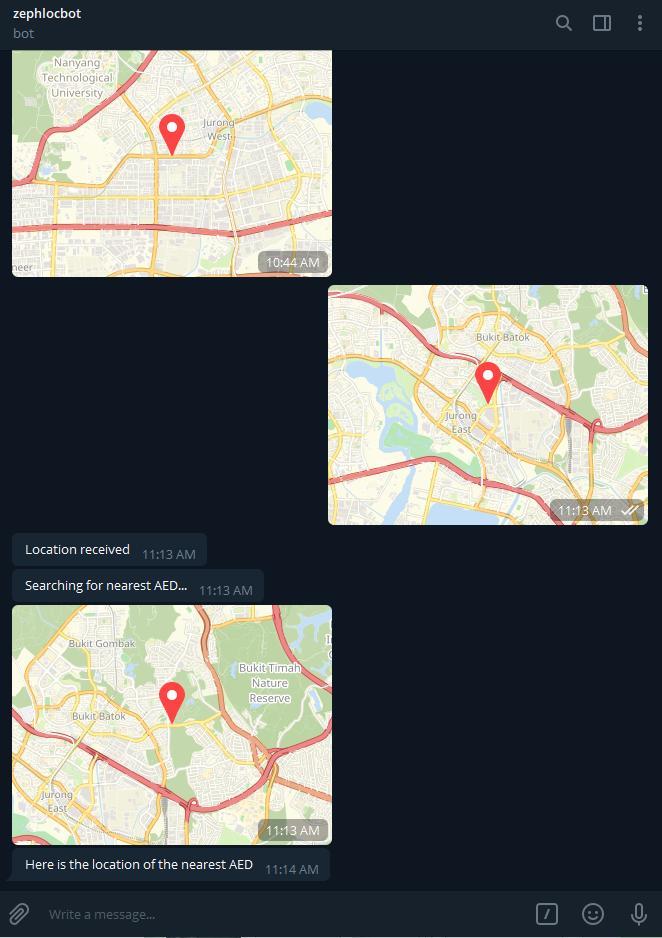 zephlocbot
bot
Nanyang
Technological
University
Jurong
West
neer
10:44 AM
Bukit Batok
Jurong
East
11:13 AM
Location received 11:13 AM
Searching for nearest AED... 11:13 AM
Bukit Gombak
Bukit Timah
Nature
Reserve
Bukit Batok
Jurong
East
11:13 AM
Here is the location of the nearest AED 11:14 AM
Write a message...